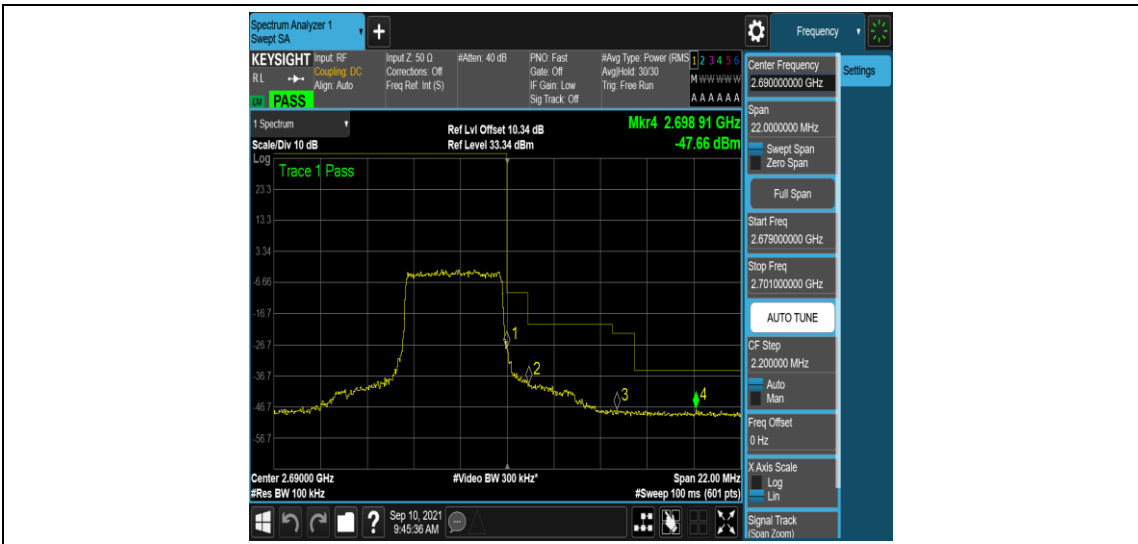 Spectrum Analyzer 1
Swept SA
+
Frequency
KEYSIGHT
RL
PASS
Input: RF
Coupling: DC
Align: Auto
Input Z: 50 Ω
Corrections: Off
Freq Ref: Int (S)
#Atten: 40 dB
PNO: Fast
Gate: Off
IF Gain: Low
Sig Track: Off
#Avg Type: Power (RMS
Avg|Hold: 30/30
Trig: Free Run
1 2 3 4 5 6
M W W W W W
A A A A A A
1 Spectrum
Scale/Div 10 dB
Ref Lvl Offset 10.34 dB
Ref Level 33.34 dBm
Mkr4 2.698 91 GHz
-47.66 dBm
Log
Trace 1 Pass
23.3
13.3
3.34
-6.66
-16.7
-26.7
-36.7
-46.7
-56.7
1
2
3
4
Center 2.69000 GHz
#Res BW 100 kHz
#Video BW 300 kHz*
Span 22.00 MHz
#Sweep 100 ms (601 pts)
?
Sep 10, 2021
9:45:36 AM
Center Frequency
2.690000000 GHz
Settings
Span
22.0000000 MHz
Swept Span
Zero Span
Full Span
Start Freq
2.679000000 GHz
Stop Freq
2.701000000 GHz
AUTO TUNE
CF Step
2.200000 MHz
Auto
Man
Freq Offset
0 Hz
X Axis Scale
Log
Lin
Signal Track
(Span Zoom)